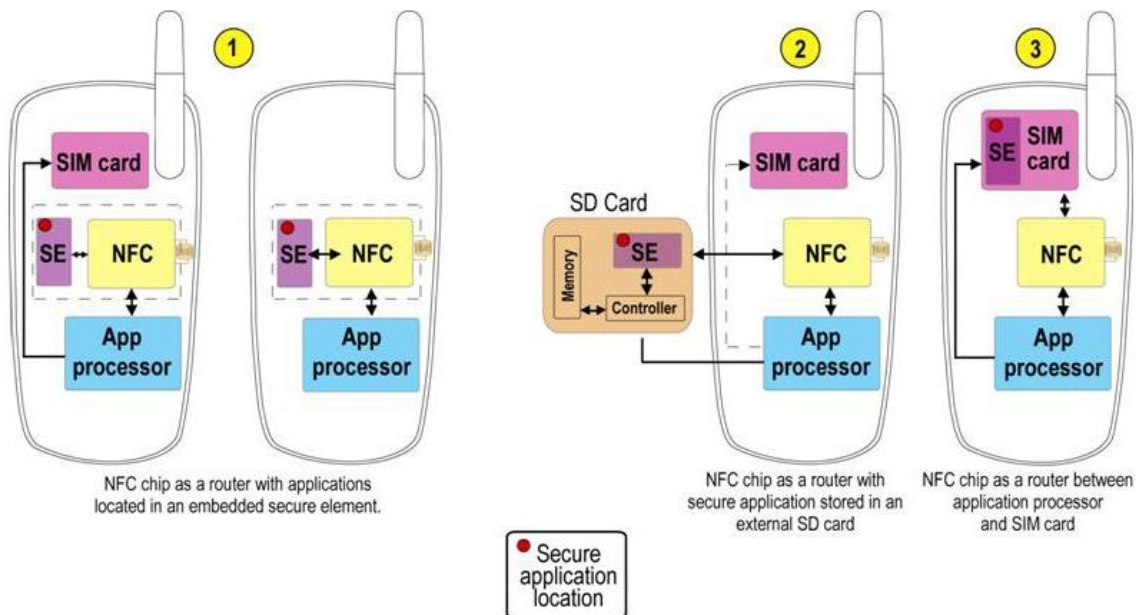 1
SIM card
SE
NFC
App
processor
SE
NFC
App
processor
NFC chip as a router with applications
located in an embedded secure element.
2
SIM card
SD Card
Memory
SE
Controller
NFC
App
processor
NFC chip as a router with
secure application stored in an
external SD card
3
SE
SIM
card
NFC
App
processor
NFC chip as a router between
application processor
and SIM card
Secure
application
location